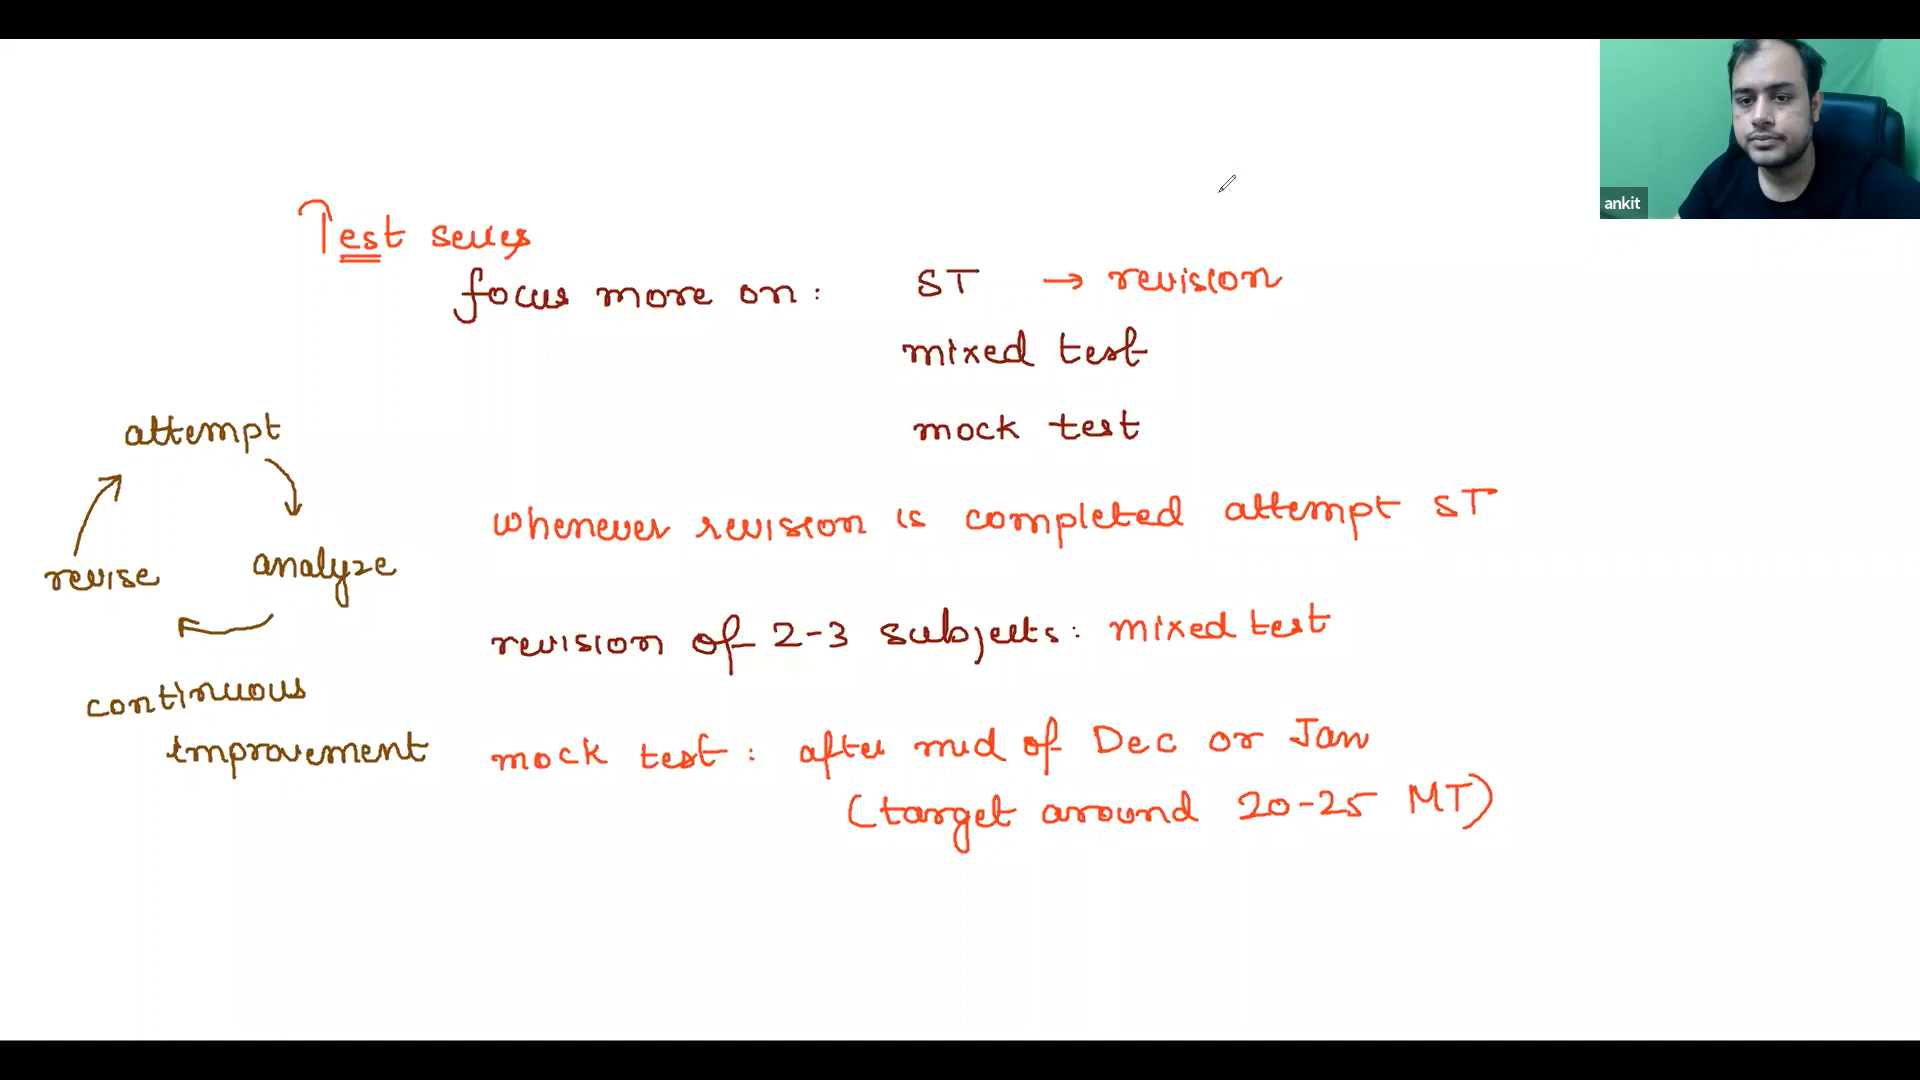 ankit
Test series
focus more on : ST → revision
mixed test
mock test
attempt
analyze
revise
continuous
improvement
whenever revision is completed attempt ST
revision of 2-3 subjects : mixed test
mock test : after mid of Dec or Jan
(target around 20-25 MT)